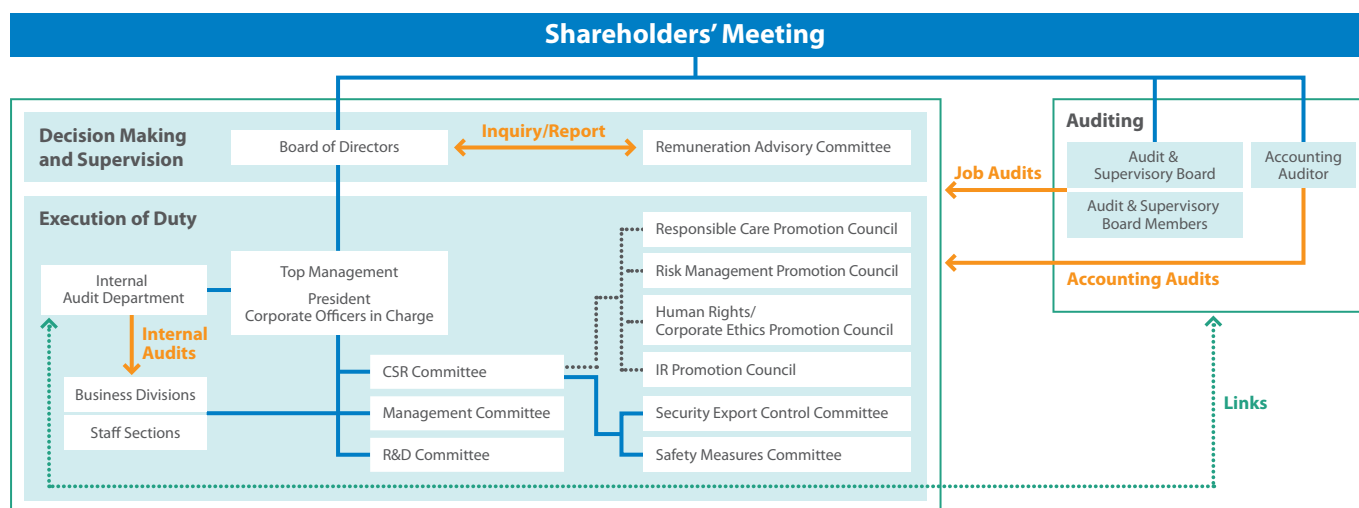 Shareholders' Meeting
Decision Making
and Supervision
Board of Directors
Inquiry/Report
Remuneration Advisory Committee
Execution of Duty
Internal
Audit Department
Top Management
President
Corporate Officers in Charge
Internal
Audits
Business Divisions
Staff Sections
CSR Committee
Management Committee
R&D Committee
Responsible Care Promotion Council
Risk Management Promotion Council
Human Rights/
Corporate Ethics Promotion Council
IR Promotion Council
Security Export Control Committee
Safety Measures Committee
Auditing
Audit &
Supervisory Board
Accounting
Auditor
Audit & Supervisory
Board Members
Job Audits
Accounting Audits
Links